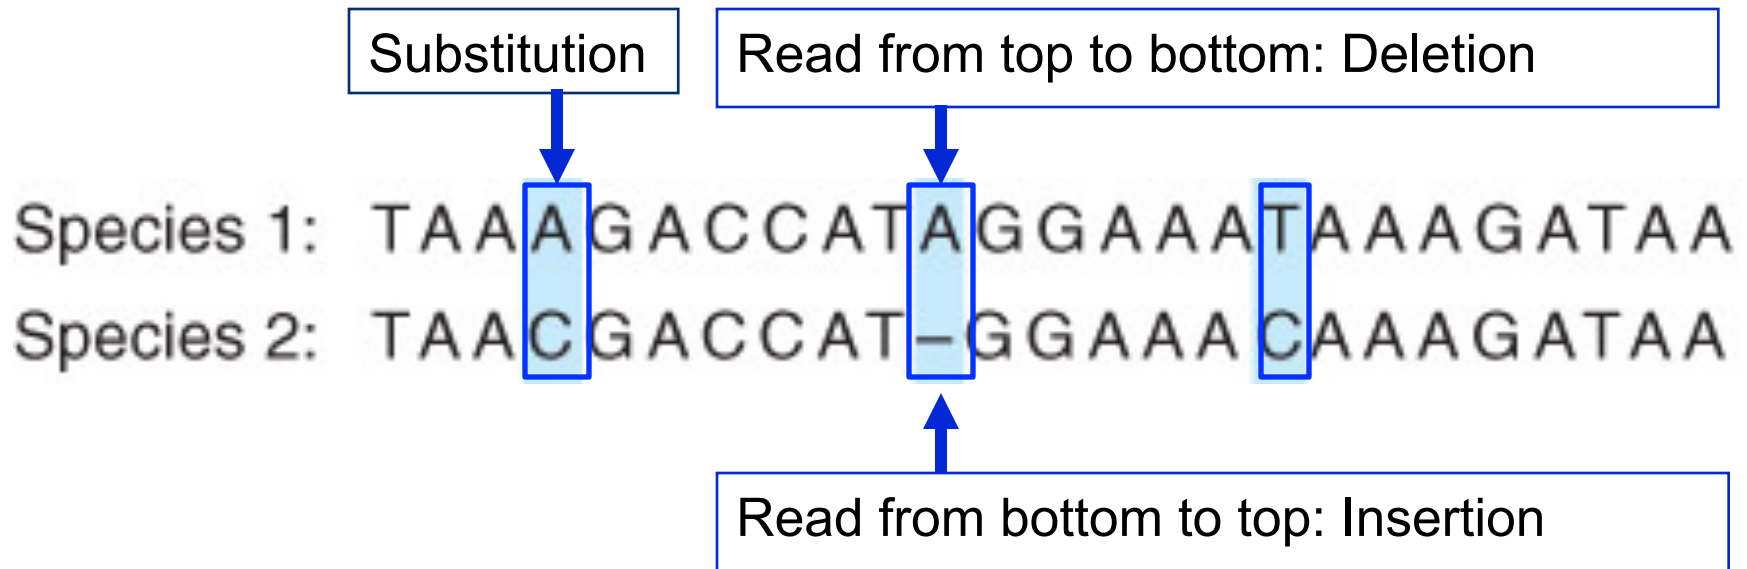 Substitution
Read from top to bottom: Deletion
Species 1: TAAAGACCATAGGAAATAAAGATAA
Species 2: TAACGACCAT–GGAAACAAAGATAA
Read from bottom to top: Insertion